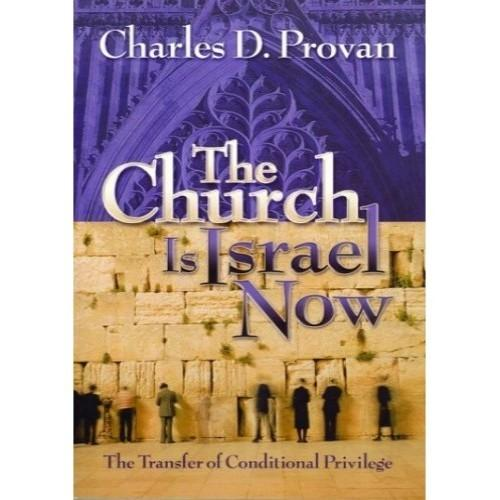 Charles D. Provan
The
Church
Is Israel
Now
The Transfer of Conditional Privilege